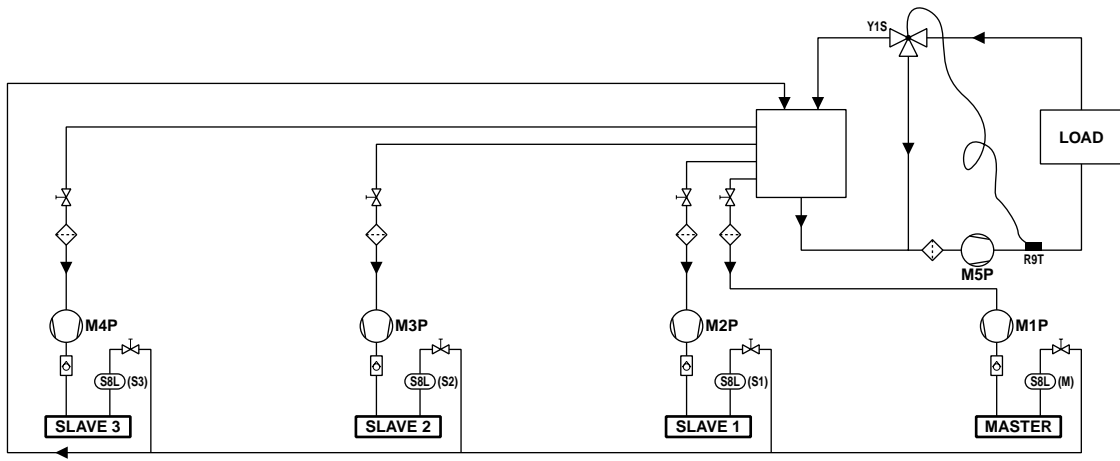 Y1S
LOAD
M5P
R9T
M4P
M3P
M2P
M1P
S8L (S3)
S8L (S2)
S8L (S1)
S8L (M)
SLAVE 3
SLAVE 2
SLAVE 1
MASTER